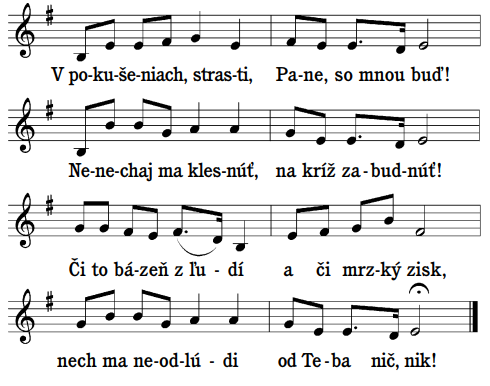 V po-ku-še-niach, stras-ti, Pa-ne, so mnou buď!
Ne-ne-chaj ma kles-núť, na kríž za-bud-núť!
Či to bá-zeň z ľu-dí a či mrz-ký zisk,
nech ma ne-od-lú-di od Te-ba nič, nik!